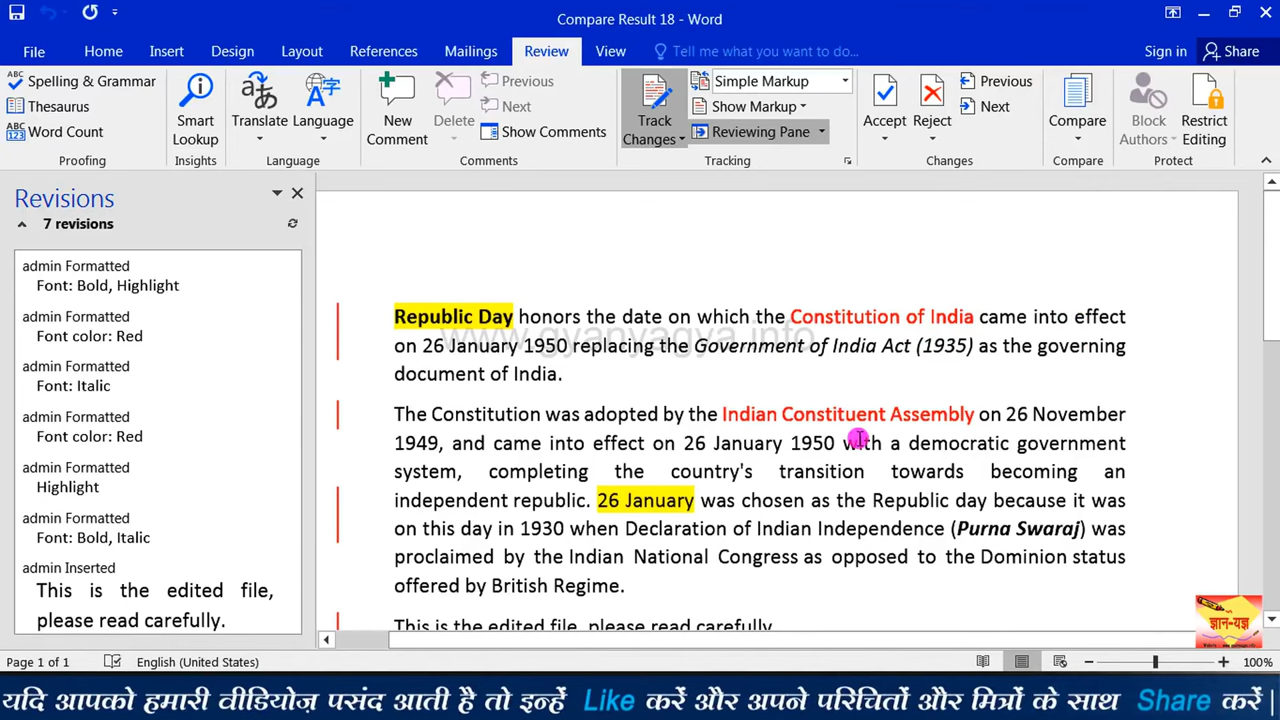 Compare Result 18 - Word
File Home Insert Design Layout References Mailings Review View Tell me what you want to do... Sign in Share
ABC Spelling & Grammar
Thesaurus
ABC 123 Word Count
Proofing
Smart Lookup
Insights
Translate Language
Language
New Comment
Delete
Previous
Next
Show Comments
Comments
Track Changes
Simple Markup
Show Markup
Reviewing Pane
Tracking
Accept Reject
Previous
Next
Changes
Compare
Compare
Block Authors
Restrict Editing
Protect
Revisions
7 revisions
admin Formatted
Font: Bold, Highlight
admin Formatted
Font color: Red
admin Formatted
Font: Italic
admin Formatted
Font color: Red
admin Formatted
Highlight
admin Formatted
Font: Bold, Italic
admin Inserted
This is the edited file,
please read carefully.
Republic Day honors the date on which the Constitution of India came into effect
www.gyanyagya.info
on 26 January 1950 replacing the Government of India Act (1935) as the governing
document of India.
The Constitution was adopted by the Indian Constituent Assembly on 26 November
1949, and came into effect on 26 January 1950 with a democratic government
system, completing the country's transition towards becoming an
independent republic. 26 January was chosen as the Republic day because it was
on this day in 1930 when Declaration of Indian Independence (Purna Swaraj) was
proclaimed by the Indian National Congress as opposed to the Dominion status
offered by British Regime.
This is the edited file, please read carefully.
ज्ञान-यज्ञ
Page 1 of 1 English (United States) 100%
यदि आपको हमारी वीडियोज़ पसंद आती है तो इन्हें Like करें और अपने परिचितों और मित्रों के साथ Share करें |